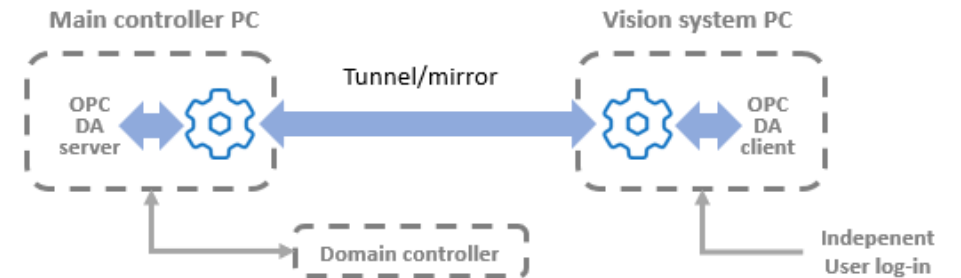 Main controller PC
Vision system PC
Tunnel/mirror
OPC
DA
server
OPC
DA
client
Domain controller
Indepenent
User log-in